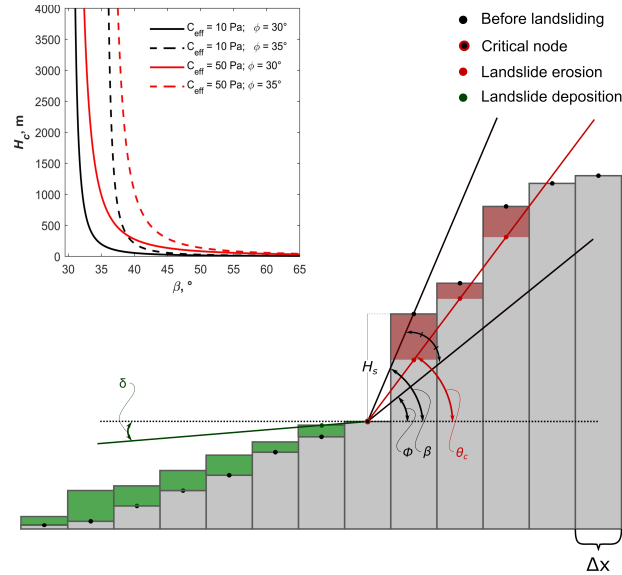 4000
3500
3000
2500
2000
1500
1000
500
0
H_c, m
30 35 40 45 50 55 60 65
β, °
C_eff = 10 Pa; ϕ = 30°
C_eff = 10 Pa; ϕ = 35°
C_eff = 50 Pa; ϕ = 30°
C_eff = 50 Pa; ϕ = 35°
Before landsliding
Critical node
Landslide erosion
Landslide deposition
H_s
δ
Φ β θ_c
Δx